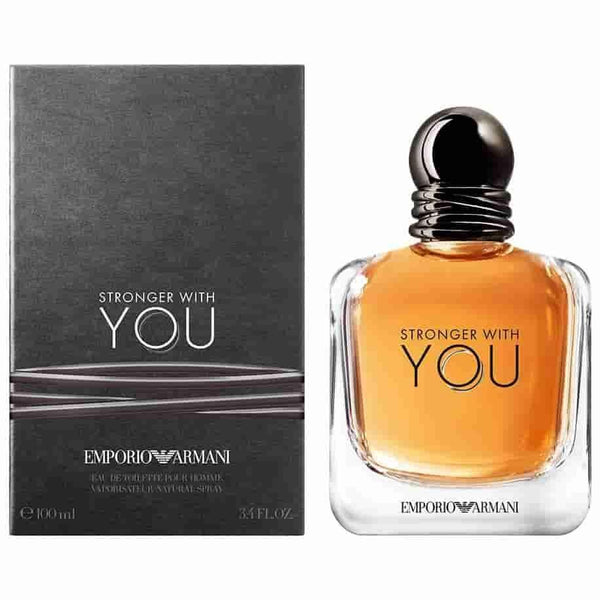 STRONGER WITH
YOU
EMPORIO ARMANI
EAU DE TOILETTE POUR HOMME
VAPORISATEUR NATURAL SPRAY
℮100 ml 3.4 FL.OZ.
STRONGER WITH
YOU
EMPORIO ARMANI